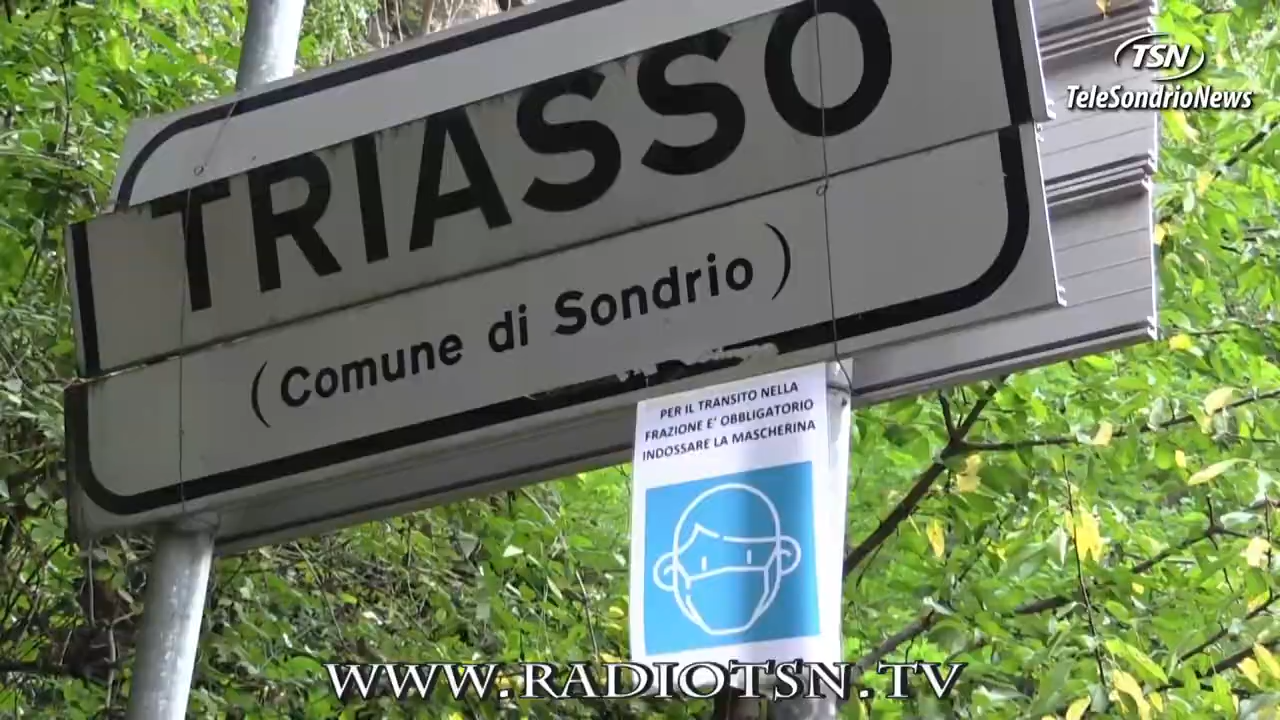 TSN
TeleSondrioNews
TRIASSO
(Comune di Sondrio)
PER IL TRANSITO NELLA
FRAZIONE E' OBBLIGATORIO
INDOSSARE LA MASCHERINA
WWW.RADIOTSN.TV